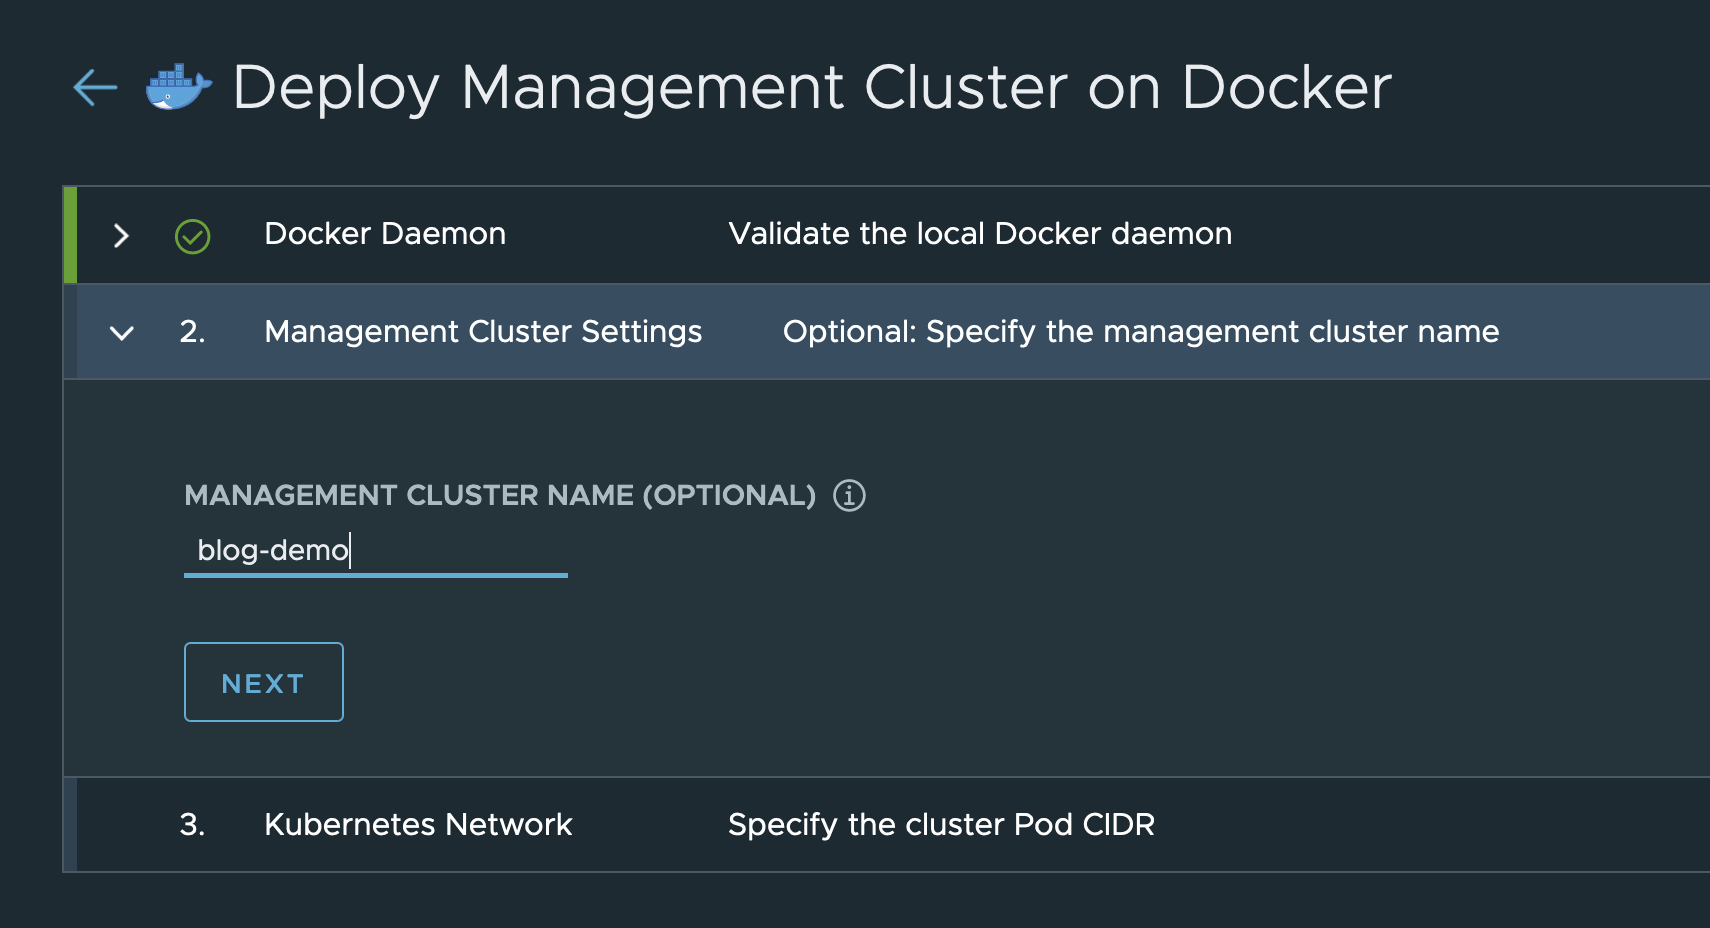 Deploy Management Cluster on Docker
Docker Daemon Validate the local Docker daemon
2. Management Cluster Settings Optional: Specify the management cluster name
MANAGEMENT CLUSTER NAME (OPTIONAL)
blog-demo
NEXT
3. Kubernetes Network Specify the cluster Pod CIDR